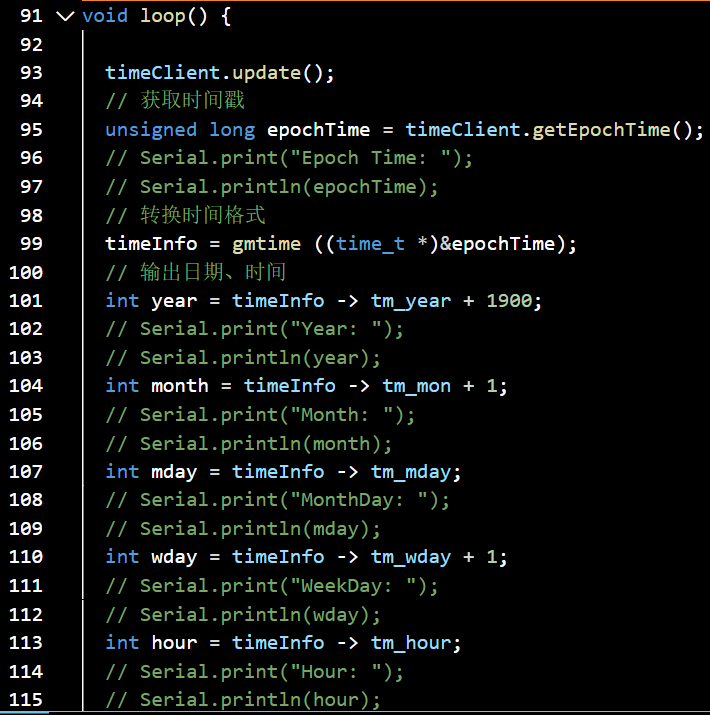 91 void loop() {
92
93 timeClient.update();
94 // 获取时间戳
95 unsigned long epochTime = timeClient.getEpochTime();
96 // Serial.print("Epoch Time: ");
97 // Serial.println(epochTime);
98 // 转换时间格式
99 timeInfo = gmtime ((time_t *)&epochTime);
100 // 输出日期、时间
101 int year = timeInfo -> tm_year + 1900;
102 // Serial.print("Year: ");
103 // Serial.println(year);
104 int month = timeInfo -> tm_mon + 1;
105 // Serial.print("Month: ");
106 // Serial.println(month);
107 int mday = timeInfo -> tm_mday;
108 // Serial.print("MonthDay: ");
109 // Serial.println(mday);
110 int wday = timeInfo -> tm_wday + 1;
111 // Serial.print("WeekDay: ");
112 // Serial.println(wday);
113 int hour = timeInfo -> tm_hour;
114 // Serial.print("Hour: ");
115 // Serial.println(hour);